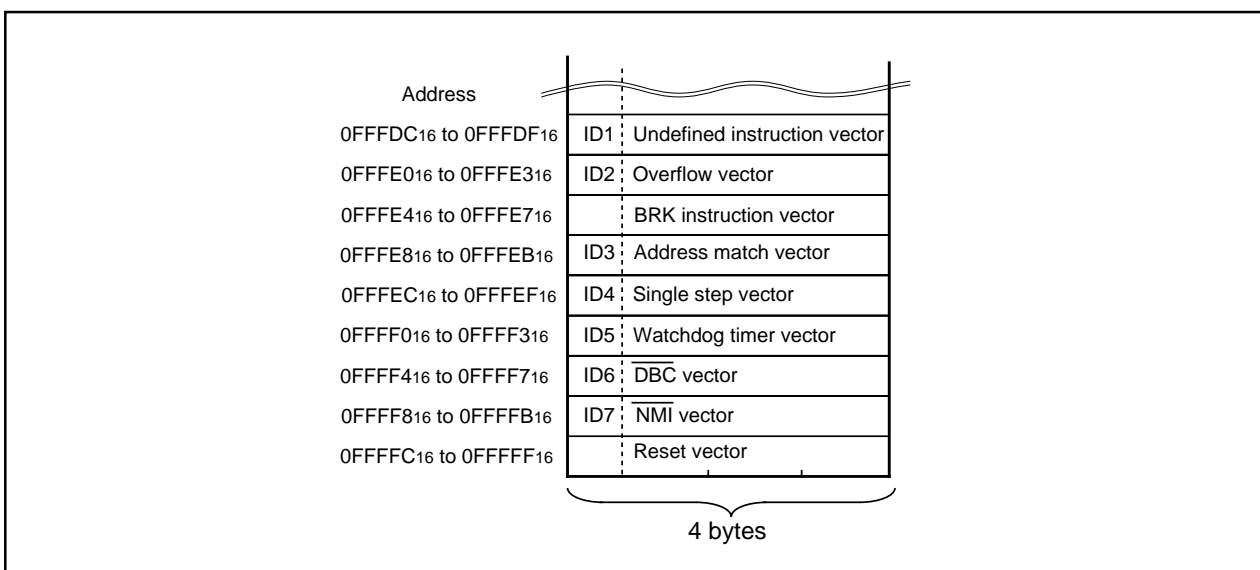 Address
0FFFDC16 to 0FFFDF16 ID1 Undefined instruction vector
0FFFE016 to 0FFFE316 ID2 Overflow vector
0FFFE416 to 0FFFE716 BRK instruction vector
0FFFE816 to 0FFFEB16 ID3 Address match vector
0FFFEC16 to 0FFFEF16 ID4 Single step vector
0FFFF016 to 0FFFF316 ID5 Watchdog timer vector
0FFFF416 to 0FFFF716 ID6 D̅B̅C̅ vector
0FFFF816 to 0FFFFB16 ID7 N̅M̅I̅ vector
0FFFFC16 to 0FFFFF16 Reset vector
4 bytes